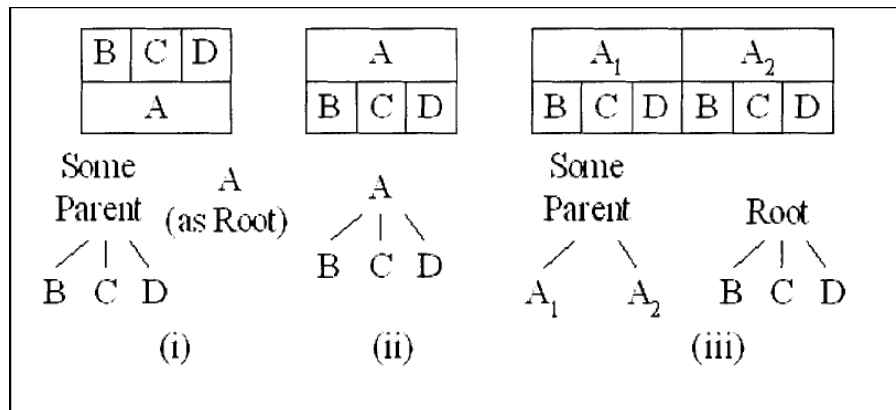 B C D
A
A
B C D
A1 A2
B C D B C D
Some
Parent
A
(as Root)
B C D
A
B C D
Some
Parent
Root
A1 A2
B C D
(i) (ii) (iii)